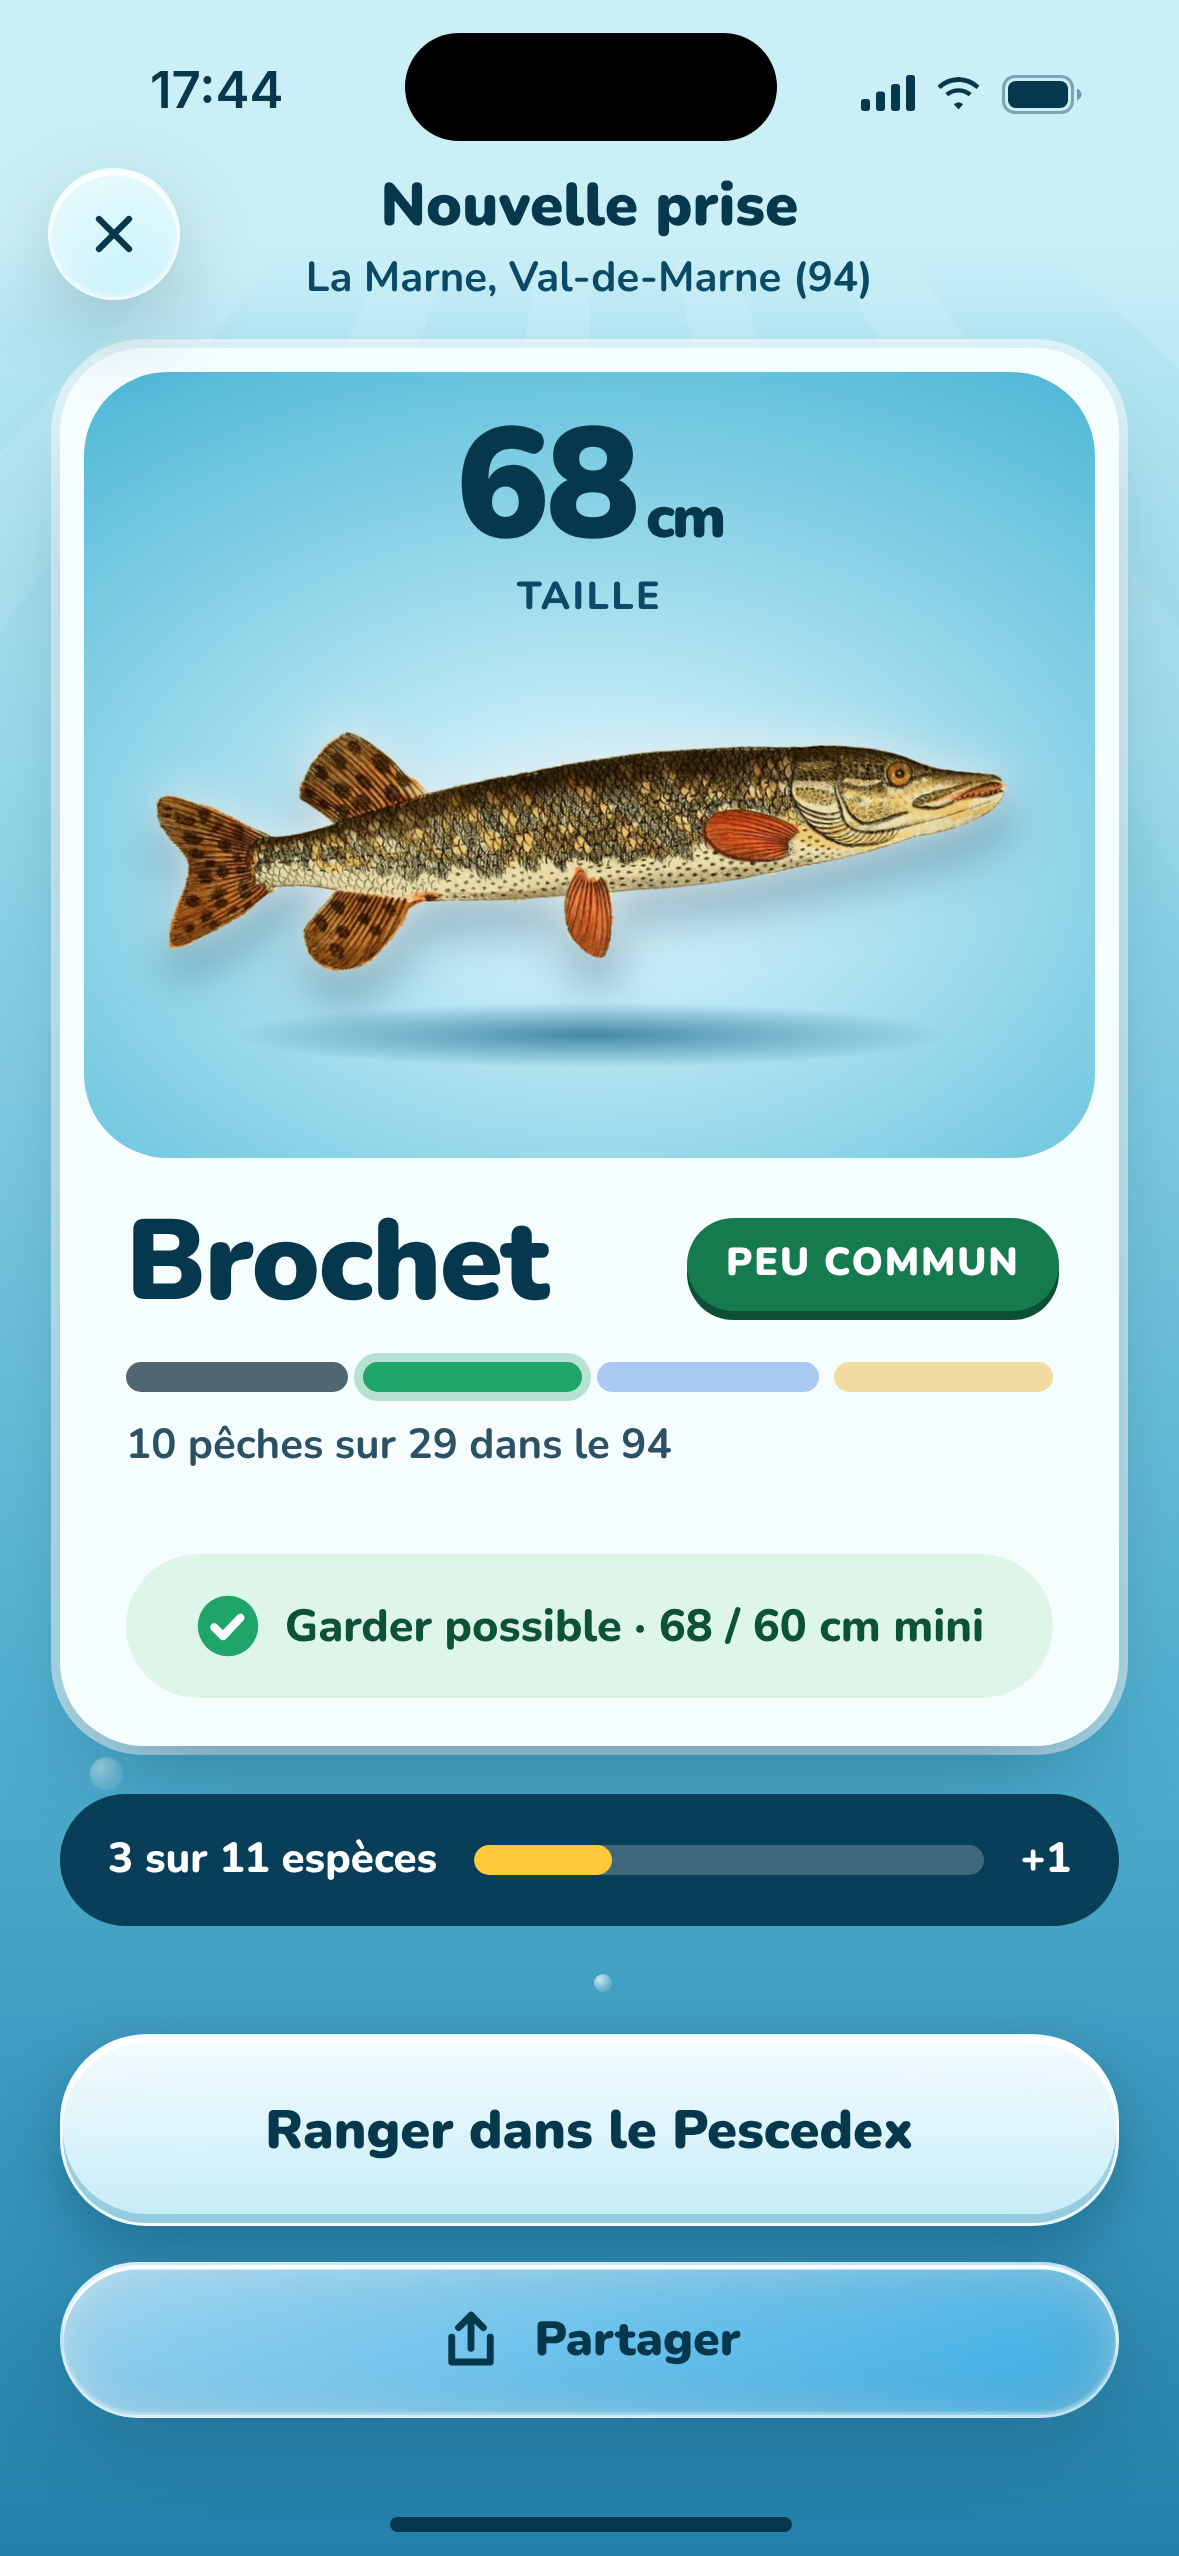 17:44
Nouvelle prise
La Marne, Val-de-Marne (94)
68 cm
TAILLE
Brochet
PEU COMMUN
10 pêches sur 29 dans le 94
Garder possible · 68 / 60 cm mini
3 sur 11 espèces
+1
Ranger dans le Pescedex
Partager